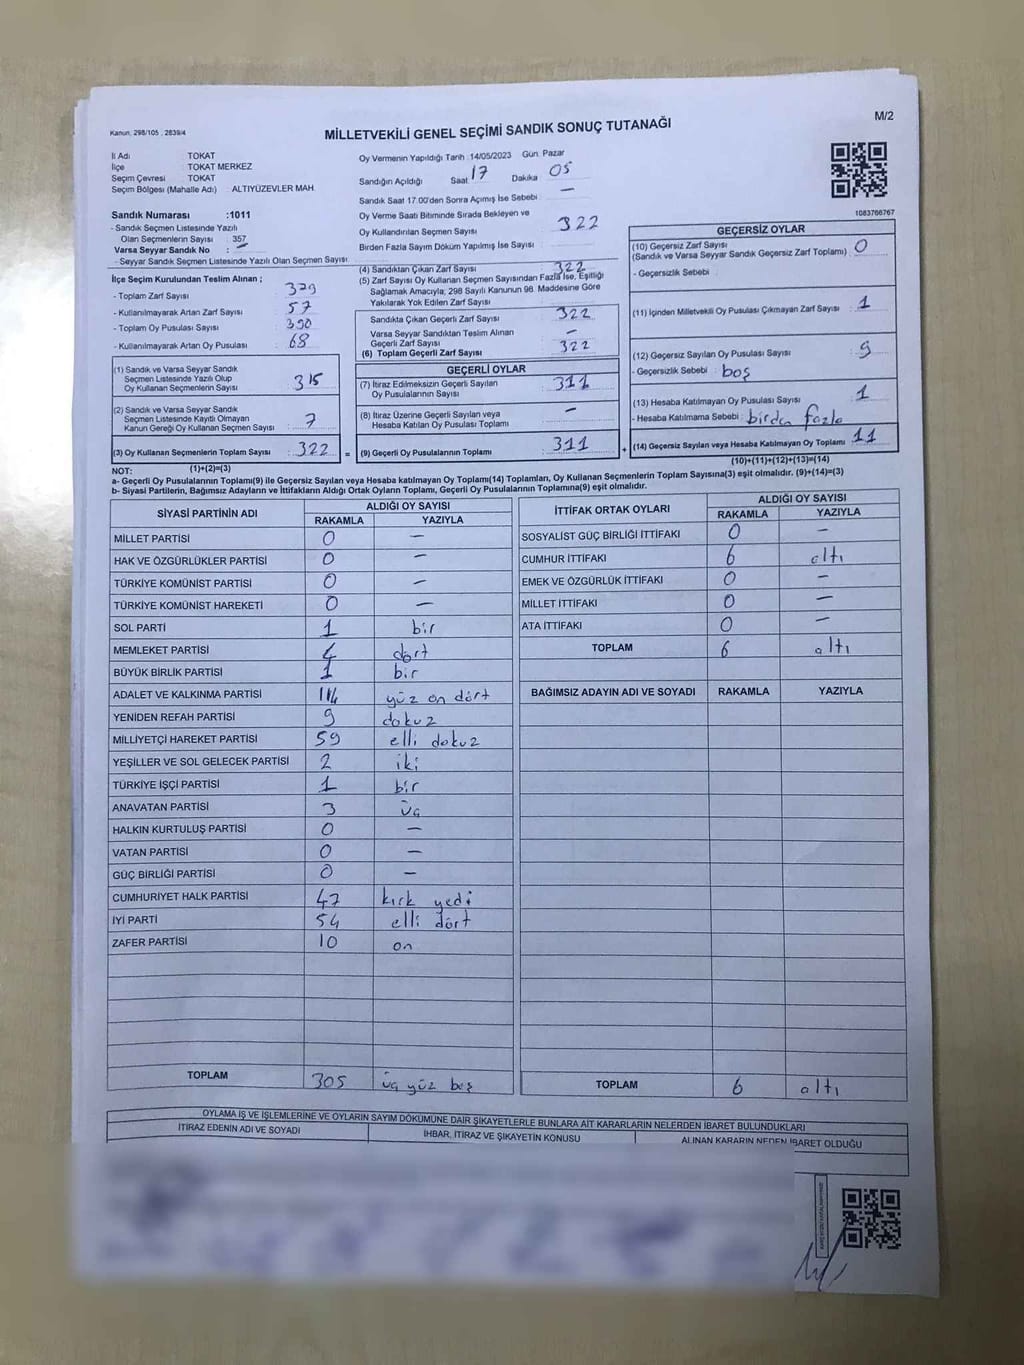 Kanun, 298/105 , 2839/4
M/2
MİLLETVEKİLİ GENEL SEÇİMİ SANDIK SONUÇ TUTANAĞI
İl Adı TOKAT
İlçe TOKAT MERKEZ
Seçim Çevresi TOKAT
Seçim Bölgesi (Mahalle Adı) ALTIYÜZEVLER MAH.
Sandık Numarası :1011
- Sandık Seçmen Listesinde Yazılı
Olan Seçmenlerin Sayısı : 357
Varsa Seyyar Sandık No : -
- Seyyar Sandık Seçmen Listesinde Yazılı Olan Seçmen Sayısı
Oy Vermenin Yapıldığı Tarih :14/05/2023 Gün: Pazar
Sandığın Açıldığı Saat 17 Dakika 05
Sandık Saat 17.00'den Sonra Açımış İse Sebebi : —
Oy Verme Saati Bitiminde Sırada Bekleyen ve
Oy Kullandırılan Seçmen Sayısı 322
Birden Fazla Sayım Döküm Yapılmış İse Sayısı
1083766767
İlçe Seçim Kurulundan Teslim Alınan ;
- Toplam Zarf Sayısı : 379
- Kullanılmayarak Artan Zarf Sayısı : 57
- Toplam Oy Pusulası Sayısı : 390
- Kullanılmayarak Artan Oy Pusulası : 68
(1) Sandık ve Varsa Seyyar Sandık
Seçmen Listesinde Yazılı Olup
Oy Kullanan Seçmenlerin Sayısı : 315
(2) Sandık ve Varsa Seyyar Sandık
Seçmen Listesinde Kayıtlı Olmayan
Kanun Gereği Oy Kullanan Seçmen Sayısı : 7
(3) Oy Kullanan Seçmenlerin Toplam Sayısı : 322
(1)+(2)=(3)
(4) Sandıktan Çıkan Zarf Sayısı : 322
(5) Zarf Sayısı Oy Kullanan Seçmen Sayısından Fazla İse, Eşitliği
Sağlamak Amacıyla; 298 Sayılı Kanunun 98. Maddesine Göre
Yakılarak Yok Edilen Zarf Sayısı :
Sandıkta Çıkan Geçerli Zarf Sayısı : 322
Varsa Seyyar Sandıktan Teslim Alınan
Geçerli Zarf Sayısı : —
(6) Toplam Geçerli Zarf Sayısı : 322
=
GEÇERLİ OYLAR
(7) İtiraz Edilmeksizin Geçerli Sayılan
Oy Pusulalarının Sayısı : 311
(8) İtiraz Üzerine Geçerli Sayılan veya
Hesaba Katılan Oy Pusulası Toplamı : —
(9) Geçerli Oy Pusulalarının Toplamı : 311
+
GEÇERSİZ OYLAR
(10) Geçersiz Zarf Sayısı : 0
(Sandık ve Varsa Seyyar Sandık Geçersiz Zarf Toplamı)
- Geçersizlik Sebebi :
(11) İçinden Milletvekili Oy Pusulası Çıkmayan Zarf Sayısı : 1
(12) Geçersiz Sayılan Oy Pusulası Sayısı : 9
- Geçersizlik Sebebi : boş
(13) Hesaba Katılmayan Oy Pusulası Sayısı : 1
- Hesaba Katılmama Sebebi : birden fazla
(14) Geçersiz Sayılan veya Hesaba Katılmayan Oy Toplamı : 11
(10)+(11)+(12)+(13)=(14)
NOT:
a- Geçerli Oy Pusulalarının Toplamı(9) ile Geçersiz Sayılan veya Hesaba katılmayan Oy Toplamı(14) Toplamları, Oy Kullanan Seçmenlerin Toplam Sayısına(3) eşit olmalıdır. (9)+(14)=(3)
b- Siyasi Partilerin, Bağımsız Adayların ve İttifakların Aldığı Ortak Oyların Toplamı, Geçerli Oy Pusulalarının Toplamına(9) eşit olmalıdır.
SİYASİ PARTİNİN ADI ALDIĞI OY SAYISI
RAKAMLA YAZIYLA
MİLLET PARTİSİ 0 —
HAK VE ÖZGÜRLÜKLER PARTİSİ 0 —
TÜRKİYE KOMÜNİST PARTİSİ 0 —
TÜRKİYE KOMÜNİST HAREKETİ 0 —
SOL PARTİ 1 bir
MEMLEKET PARTİSİ 4 dört
BÜYÜK BİRLİK PARTİSİ 1 bir
ADALET VE KALKINMA PARTİSİ 114 yüz on dört
YENİDEN REFAH PARTİSİ 9 dokuz
MİLLİYETÇİ HAREKET PARTİSİ 59 elli dokuz
YEŞİLLER VE SOL GELECEK PARTİSİ 2 iki
TÜRKİYE İŞÇİ PARTİSİ 1 bir
ANAVATAN PARTİSİ 3 üç
HALKIN KURTULUŞ PARTİSİ 0 —
VATAN PARTİSİ 0 —
GÜÇ BİRLİĞİ PARTİSİ 0 —
CUMHURİYET HALK PARTİSİ 47 kırk yedi
İYİ PARTİ 54 elli dört
ZAFER PARTİSİ 10 on
TOPLAM 305 üç yüz beş
İTTİFAK ORTAK OYLARI ALDIĞI OY SAYISI
RAKAMLA YAZIYLA
SOSYALİST GÜÇ BİRLİĞİ İTTİFAKI 0 —
CUMHUR İTTİFAKI 6 altı
EMEK VE ÖZGÜRLÜK İTTİFAKI 0 —
MİLLET İTTİFAKI 0 —
ATA İTTİFAKI 0 —
TOPLAM 6 altı
BAĞIMSIZ ADAYIN ADI VE SOYADI RAKAMLA YAZIYLA
TOPLAM 6 altı
OYLAMA İŞ VE İŞLEMLERİNE VE OYLARIN SAYIM DÖKÜMÜNE DAİR ŞİKAYETLERLE BUNLARA AİT KARARLARIN NELERDEN İBARET BULUNDUKLARI
İTİRAZ EDENİN ADI VE SOYADI İHBAR, İTİRAZ VE ŞİKAYETİN KONUSU ALINAN KARARIN NEDEN İBARET OLDUĞU